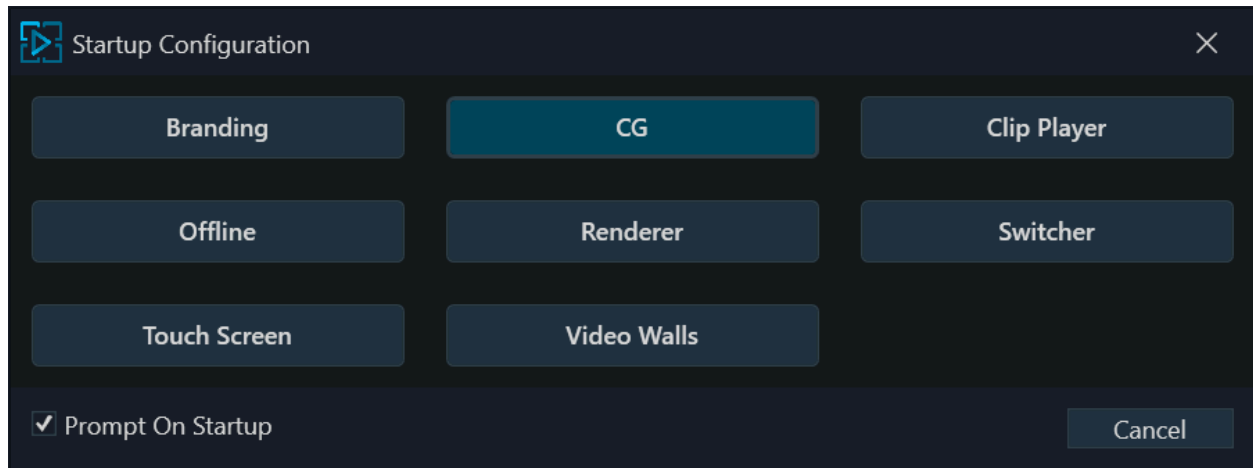 Startup Configuration
Branding
CG
Clip Player
Offline
Renderer
Switcher
Touch Screen
Video Walls
Prompt On Startup
Cancel